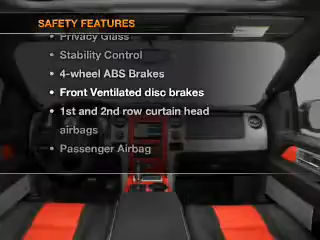 SAFETY FEATURES
Privacy Glass
Stability Control
4-wheel ABS Brakes
Front Ventilated disc brakes
1st and 2nd row curtain head
airbags
Passenger Airbag